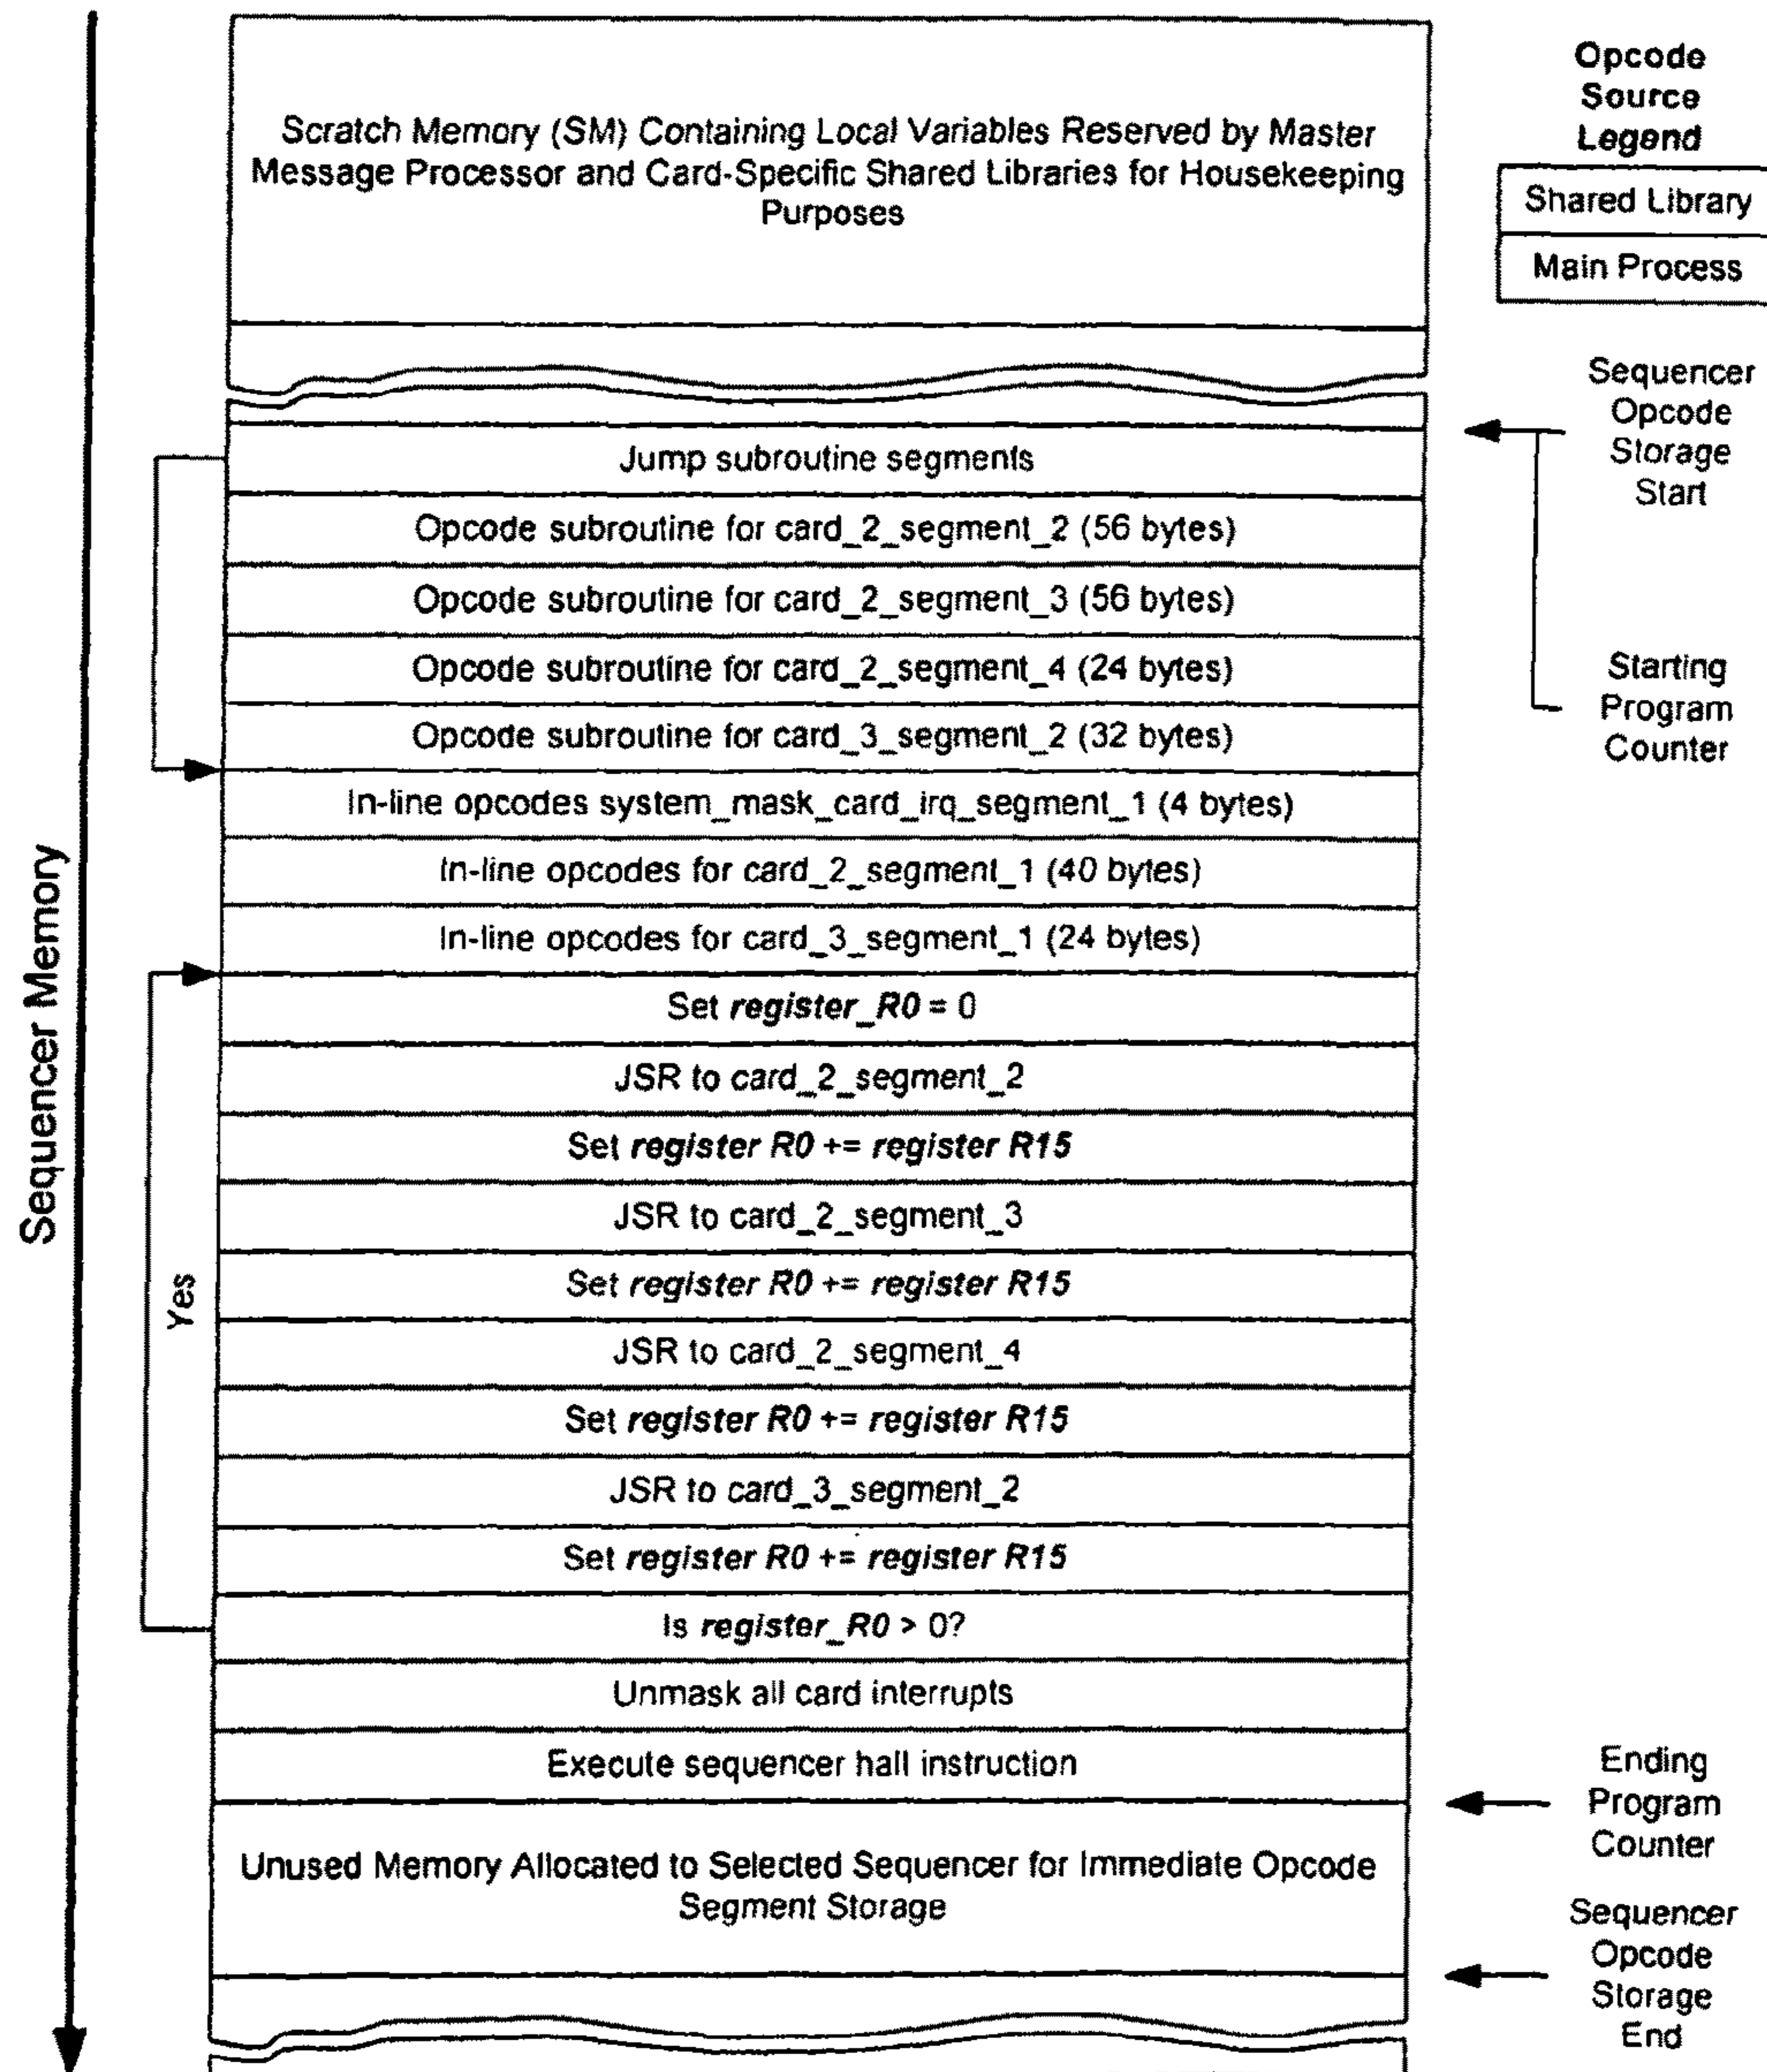 Opcode
Source
Legend
Shared Library
Main Process
Scratch Memory (SM) Containing Local Variables Reserved by Master
Message Processor and Card-Specific Shared Libraries for Housekeeping
Purposes
Sequencer
Opcode
Storage
Start
Jump subroutine segments
Opcode subroutine for card_2_segment_2 (56 bytes)
Opcode subroutine for card_2_segment_3 (56 bytes)
Opcode subroutine for card_2_segment_4 (24 bytes)
Starting
Program
Counter
Opcode subroutine for card_3_segment_2 (32 bytes)
In-line opcodes system_mask_card_irq_segment_1 (4 bytes)
In-line opcodes for card_2_segment_1 (40 bytes)
In-line opcodes for card_3_segment_1 (24 bytes)
Sequencer Memory
Set register_R0 = 0
JSR to card_2_segment_2
Set register R0 += register R15
JSR to card_2_segment_3
Set register R0 += register R15
Yes
JSR to card_2_segment_4
Set register R0 += register R15
JSR to card_3_segment_2
Set register R0 += register R15
Is register_R0 > 0?
Unmask all card interrupts
Execute sequencer hall instruction
Ending
Program
Counter
Unused Memory Allocated to Selected Sequencer for Immediate Opcode
Segment Storage
Sequencer
Opcode
Storage
End